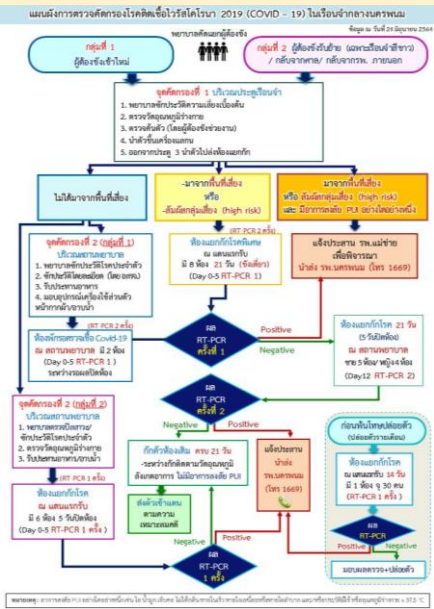 แผนผังการตรวจคัดกรองโรคติดเชื้อไวรัสโคโรนา 2019 (COVID - 19) ในเรือนจำกลางนครพนม
ข้อมูล ณ วันที่ 24 มิถุนายน 2564
พยาบาลคัดแยกผู้ต้องขัง
กลุ่มที่ 1
ผู้ต้องขังเข้าใหม่
กลุ่มที่ 2 ผู้ต้องขังรับย้าย (เฉพาะเรือนจำสีขาว)
/ กลับจากศาล/ กลับจากรพ. ภายนอก
จุดคัดกรองที่ 1 บริเวณประตูเรือนจำ
1. พยาบาลซักประวัติความเสี่ยงเบื้องต้น
2. ตรวจวัดอุณหภูมิร่างกาย
3. ตรวจค้นตัว (โดยผู้ต้องขังช่วยงาน)
4. นำตัวขึ้นเครื่องสแกน
5. ออกจากประตู 3 นำตัวไปส่งห้องแยกกัก
ไม่ได้มาจากพื้นที่เสี่ยง
-มาจากพื้นที่เสี่ยง
หรือ
-สัมผัสกลุ่มเสี่ยง (high risk)
มาจากพื้นที่เสี่ยง
หรือ สัมผัสกลุ่มเสี่ยง (high risk)
และ มีอาการสงสัย PUI อย่างใดอย่างหนึ่ง
(RT PCR 2 ครั้ง)
จุดคัดกรองที่ 2 (กลุ่มที่ 1)
บริเวณสถานพยาบาล
1. พยาบาลซักประวัติโรคประจำตัว
2. ซักประวัติโดยละเอียด (โดย อสรจ.)
3. รับประทานอาหาร
4. มอบอุปกรณ์เครื่องใช้ส่วนตัว
หน้ากากผ้า/อาบน้ำ
ห้องแยกกักโรคพิเศษ
ณ แดนแรกรับ
มี 8 ห้อง 21 วัน (ขังเดี่ยว)
(Day 0-5 RT-PCR 1)
แจ้งประสาน รพ.แม่ข่าย
เพื่อพิจารณา
นำส่ง รพ.นครพนม (โทร 1669)
(RT PCR 2 ครั้ง)
ห้องพักรอตรวจเชื้อ Covid-19
ณ สถานพยาบาล มี 2 ห้อง
(Day 0-5 RT-PCR 1)
ระหว่างรอผลปิดห้อง
ผล
RT-PCR
ครั้งที่ 1
Positive
Negative
ห้องแยกกักโรค 21 วัน
(5วันปิดห้อง)
ณ สถานพยาบาล
ชาย 5 ห้อง/ หญิง4 ห้อง
(Day12 RT-PCR 2)
ผล
RT-PCR
ครั้งที่ 2
จุดคัดกรองที่ 2 (กลุ่มที่ 2)
บริเวณสถานพยาบาล
2. ตรวจวัดอุณหภูมิร่างกาย
3. รับประทานอาหาร/อาบน้ำ
(RT PCR 1 ครั้ง)
Negative
Positive
กักตัวห้องเดิม ครบ 21 วัน
-ระหว่างกักติดตามวัดอุณหภูมิ
สังเกตอาการ ไม่มีอาการสงสัย PUI
แจ้งประสาน
นำส่ง
รพ.นครพนม
(โทร 1669)
ก่อนพ้นโทษปล่อยตัว
(ปล่อยตัวรายเดือน)
ห้องแยกกักโรค
ณ แดนแรกรับ 14 วัน
มี 1 ห้อง จุ 30 คน
(RT-PCR 1 ครั้ง )
ส่งตัวเข้าแดน
ตามความ
เหมาะสมคดี
ห้องแยกกักโรค
ณ แดนแรกรับ
มี 6 ห้อง 5 วันปิดห้อง
(Day 0-5 RT-PCR 1 ครั้ง )
Negative
Positive
Positive
ผล
RT-PCR
Negative
ผล
RT-PCR
1 ครั้ง
มอบผลตรวจ+ปล่อยตัว